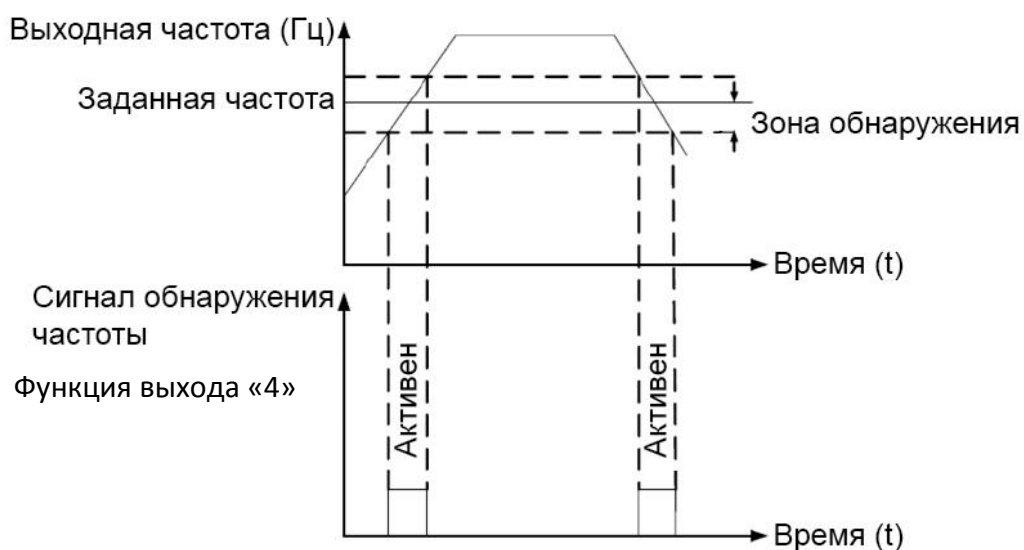 Выходная частота (Гц)
Заданная частота
Зона обнаружения
Время (t)
Сигнал обнаружения
частоты
Функция выхода «4»
Активен
Активен
Время (t)